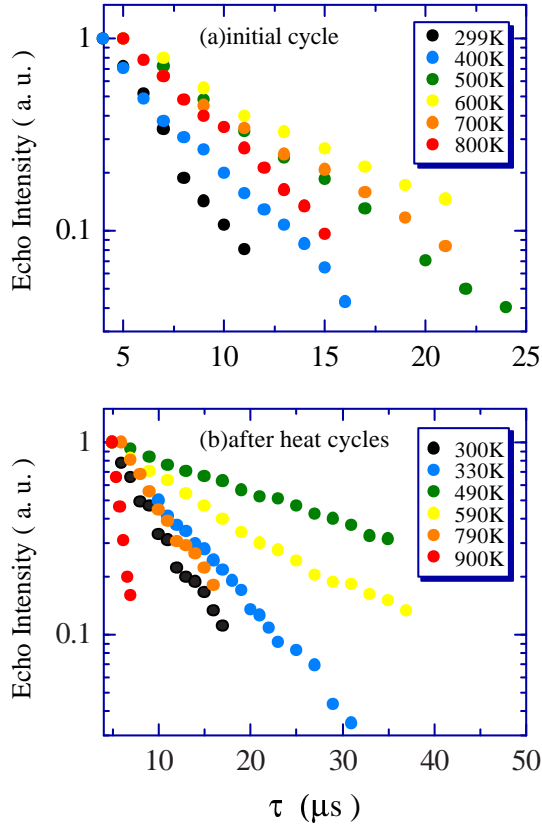 (a)initial cycle
299K
400K
500K
600K
700K
800K
Echo Intensity ( a. u. )
1
0.1
5
10
15
20
25
(b)after heat cycles
300K
330K
490K
590K
790K
900K
Echo Intensity ( a. u. )
1
0.1
10
20
30
40
50
τ (μs)